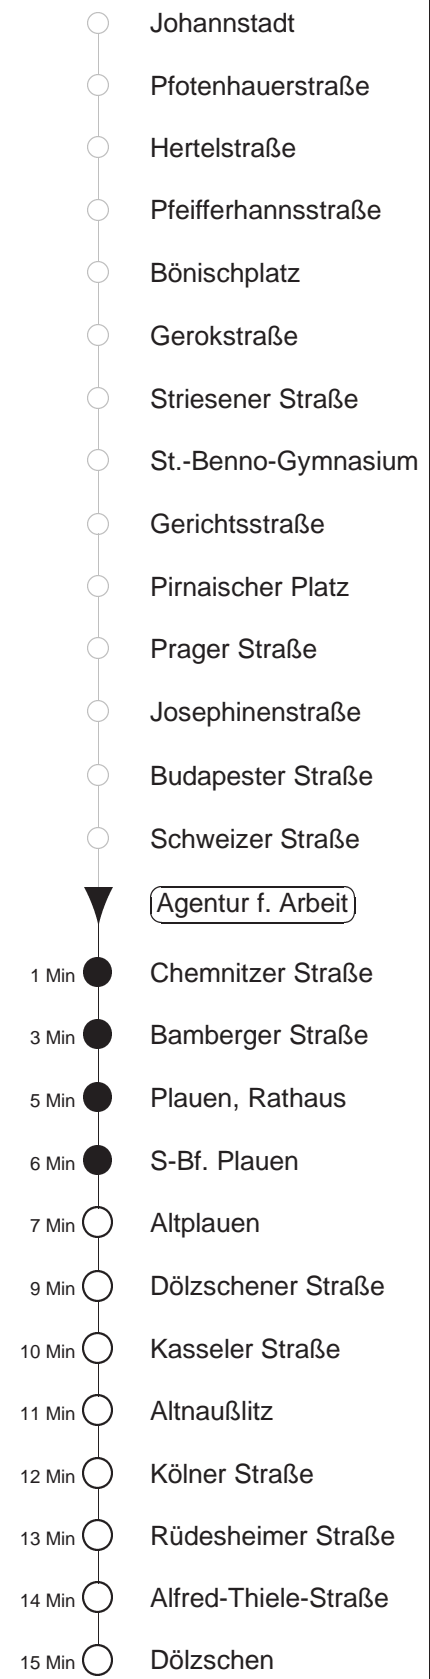 Johannstadt
Pfotenhauerstraße
Hertelstraße
Pfeifferhannsstraße
Bönischplatz
Gerokstraße
Striesener Straße
St.-Benno-Gymnasium
Gerichtsstraße
Pirnaischer Platz
Prager Straße
Josephinenstraße
Budapester Straße
Schweizer Straße
Agentur f. Arbeit
1 Min Chemnitzer Straße
3 Min Bamberger Straße
5 Min Plauen, Rathaus
6 Min S-Bf. Plauen
7 Min Altplauen
9 Min Dölzschener Straße
10 Min Kasseler Straße
11 Min Altnaußlitz
12 Min Kölner Straße
13 Min Rüdesheimer Straße
14 Min Alfred-Thiele-Straße
15 Min Dölzschen